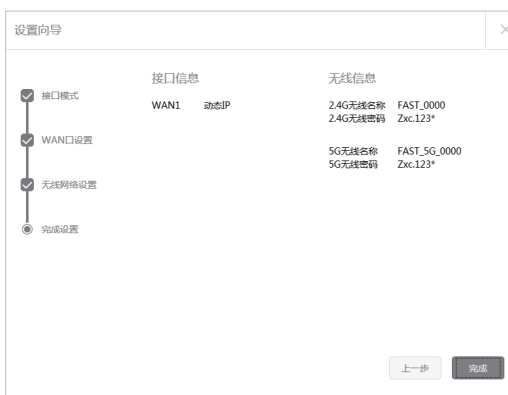 设置向导
接口模式
WAN口设置
无线网络设置
完成设置
接口信息
WAN1 动态IP
无线信息
2.4G无线名称 FAST_0000
2.4G无线密码 Zxc.123*
5G无线名称 FAST_5G_0000
5G无线密码 Zxc.123*
上一步 完成